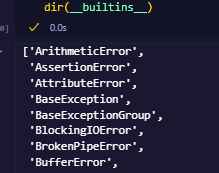 dir(__builtins__)
0.0s
['ArithmeticError',
'AssertionError',
'AttributeError',
'BaseException',
'BaseExceptionGroup',
'BlockingIOError',
'BrokenPipeError',
'BufferError',